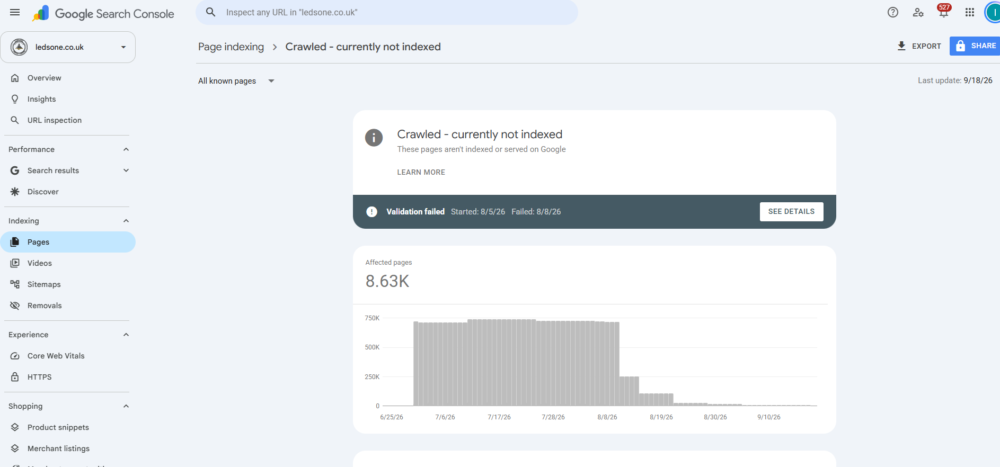 Google Search Console
Inspect any URL in "ledsone.co.uk"
527
I
ledsone.co.uk
Page indexing
Crawled - currently not indexed
EXPORT
SHARE
Overview
Insights
URL inspection
Performance
Search results
Discover
Indexing
Pages
Videos
Sitemaps
Removals
Experience
Core Web Vitals
HTTPS
Shopping
Product snippets
Merchant listings
All known pages
Last update: 9/18/26
Crawled - currently not indexed
These pages aren't indexed or served on Google
LEARN MORE
Validation failed Started: 8/5/26 Failed: 8/8/26
SEE DETAILS
Affected pages
8.63K
750K
500K
250K
0
6/25/26 7/6/26 7/17/26 7/28/26 8/8/26 8/19/26 8/30/26 9/10/26